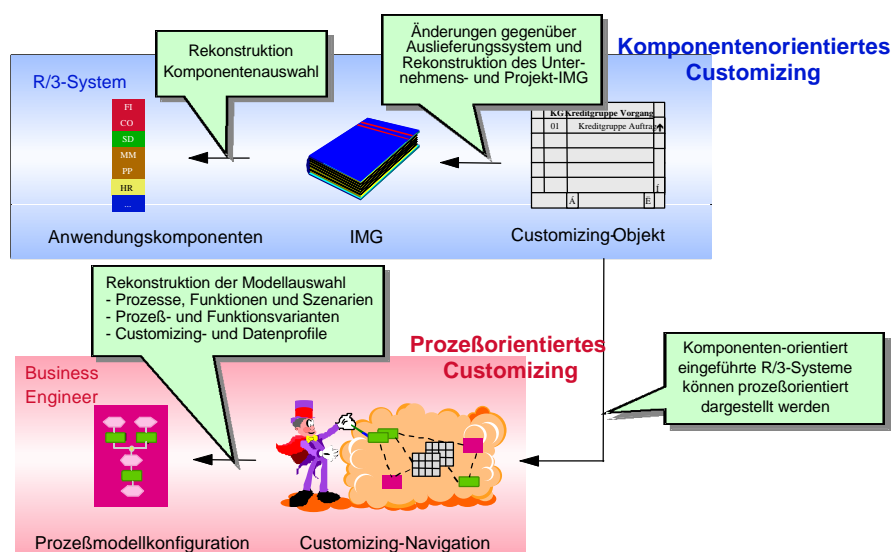 Rekonstruktion
Komponentenauswahl
Änderungen gegenüber
Auslieferungssystem und
Rekonstruktion des Unter-
nehmens- und Projekt-IMG
Komponentenorientiertes
Customizing
R/3-System
FI
CO
SD
MM
PP
HR
...
KG Kreditgruppe Vorgang
01 Kreditgruppe Auftrag
Í
Á Ë
Anwendungskomponenten
IMG
Customizing-Objekt
Rekonstruktion der Modellauswahl
- Prozesse, Funktionen und Szenarien
- Prozeß- und Funktionsvarianten
- Customizing- und Datenprofile
Prozeßorientiertes
Customizing
Komponenten-orientiert
eingeführte R/3-Systeme
können prozeßorientiert
dargestellt werden
Business
Engineer
Prozeßmodellkonfiguration
Customizing-Navigation